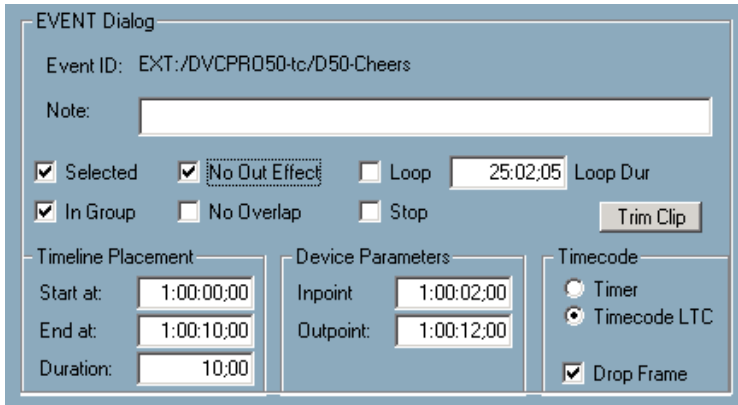 EVENT Dialog
Event ID: EXT:/DVCPRO50-tc/D50-Cheers
Note:
Selected No Out Effect Loop 25:02;05 Loop Dur
In Group No Overlap Stop Trim Clip
Timeline Placement Device Parameters Timecode
Start at: 1:00:00;00 Inpoint 1:00:02;00 Timer
End at: 1:00:10;00 Outpoint: 1:00:12;00 Timecode LTC
Duration: 10;00 Drop Frame